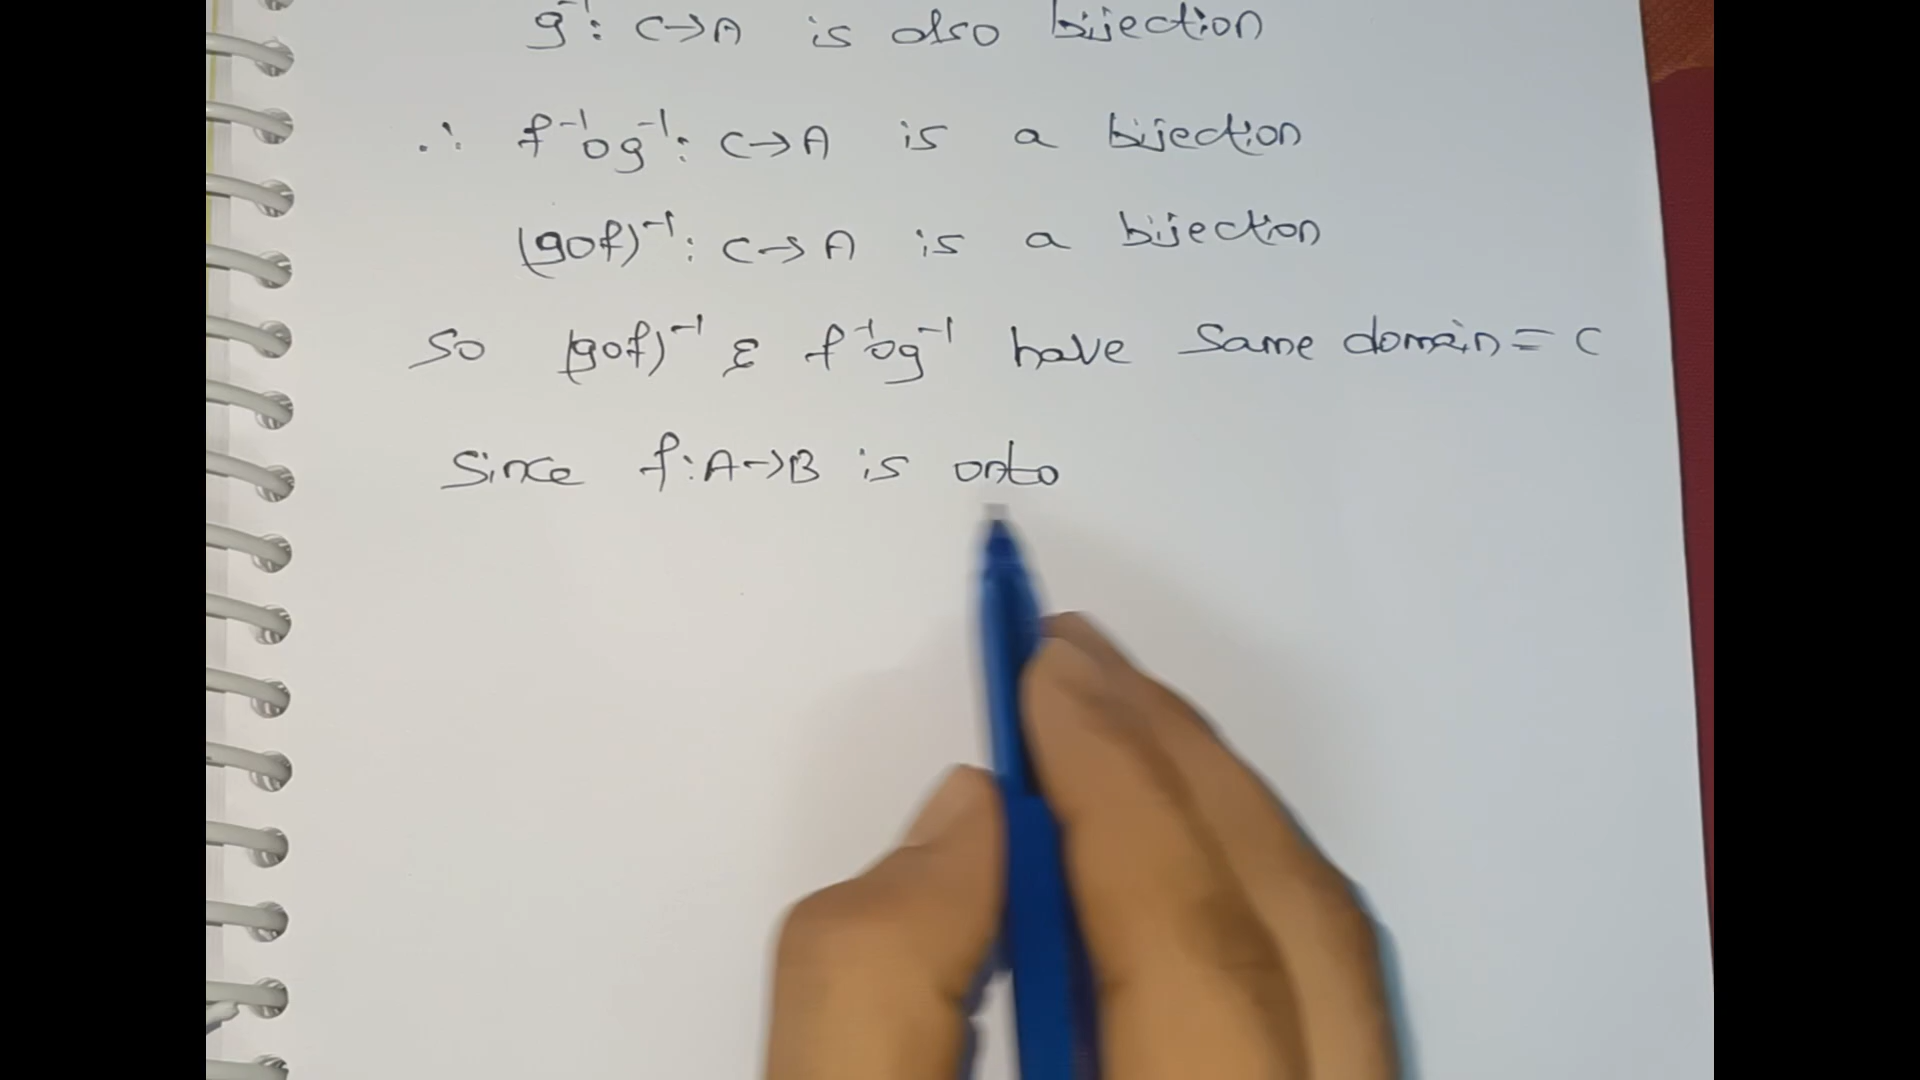 g⁻¹: C→A is also bijection
∴ f⁻¹og⁻¹: C→A is a bijection
(gof)⁻¹: C→A is a bijection
So (gof)⁻¹ & f⁻¹og⁻¹ have same domain = C
Since f: A→B is onto